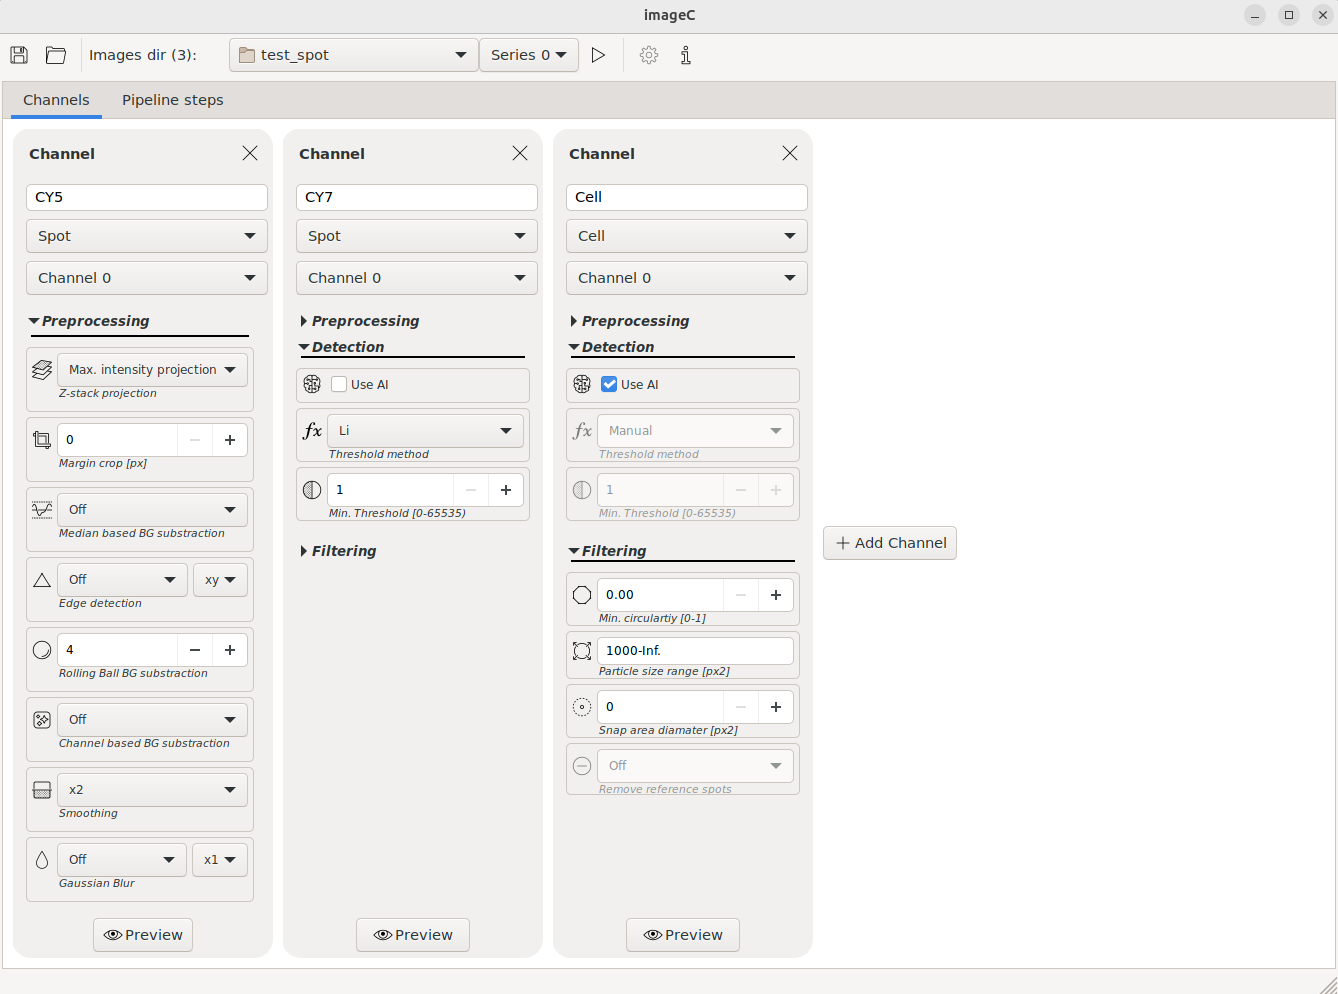 imageC
Images dir (3):
test_spot
Series 0
Channels
Pipeline steps
Channel
CY5
Spot
Channel 0
Preprocessing
Max. intensity projection
Z-stack projection
0
Margin crop [px]
Off
Median based BG substraction
Off
xy
Edge detection
4
Rolling Ball BG substraction
Off
Channel based BG substraction
x2
Smoothing
Off
x1
Gaussian Blur
Preview
Channel
CY7
Spot
Channel 0
Preprocessing
Detection
Use AI
Li
Threshold method
1
Min. Threshold [0-65535)
Filtering
Preview
Channel
Cell
Cell
Channel 0
Preprocessing
Detection
Use AI
Manual
Threshold method
1
Min. Threshold [0-65535)
Filtering
0.00
Min. circulartiy [0-1]
1000-Inf.
Particle size range [px2]
0
Snap area diamater [px2]
Off
Remove reference spots
Preview
Add Channel